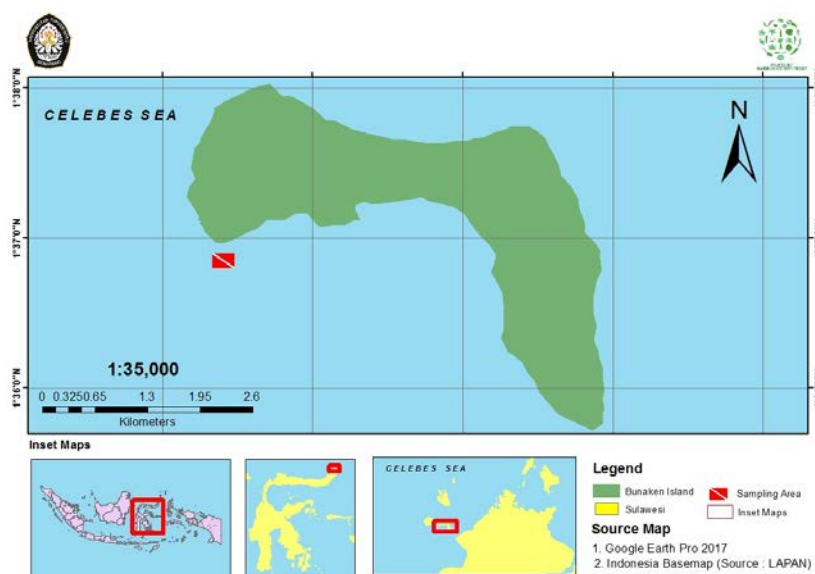 CELEBES SEA
N
1°38'0"N
1°37'0"N
1°36'0"N
1:35,000
0 0.3250.65 1.3 1.95 2.6
Kilometers
Inset Maps
CELEBES SEA
Legend
Bunaken Island
Sampling Area
Sulawesi
Inset Maps
Source Map
1. Google Earth Pro 2017
2. Indonesia Basemap (Source : LAPAN)